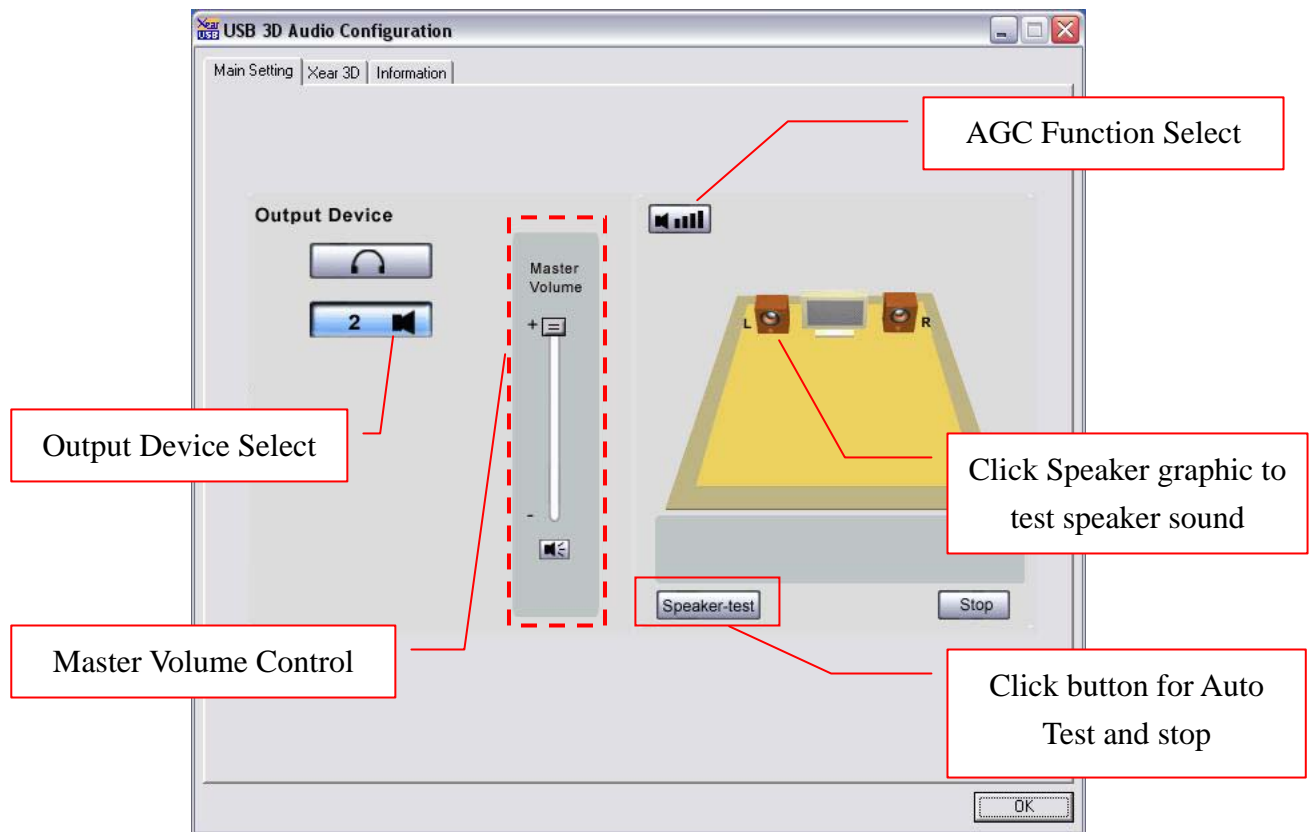 Xear USB
USB 3D Audio Configuration
Main Setting
Xear 3D
Information
AGC Function Select
Output Device
Master
Volume
+
2
L
R
Output Device Select
Click Speaker graphic to
test speaker sound
-
Speaker-test
Stop
Master Volume Control
Click button for Auto
Test and stop
OK